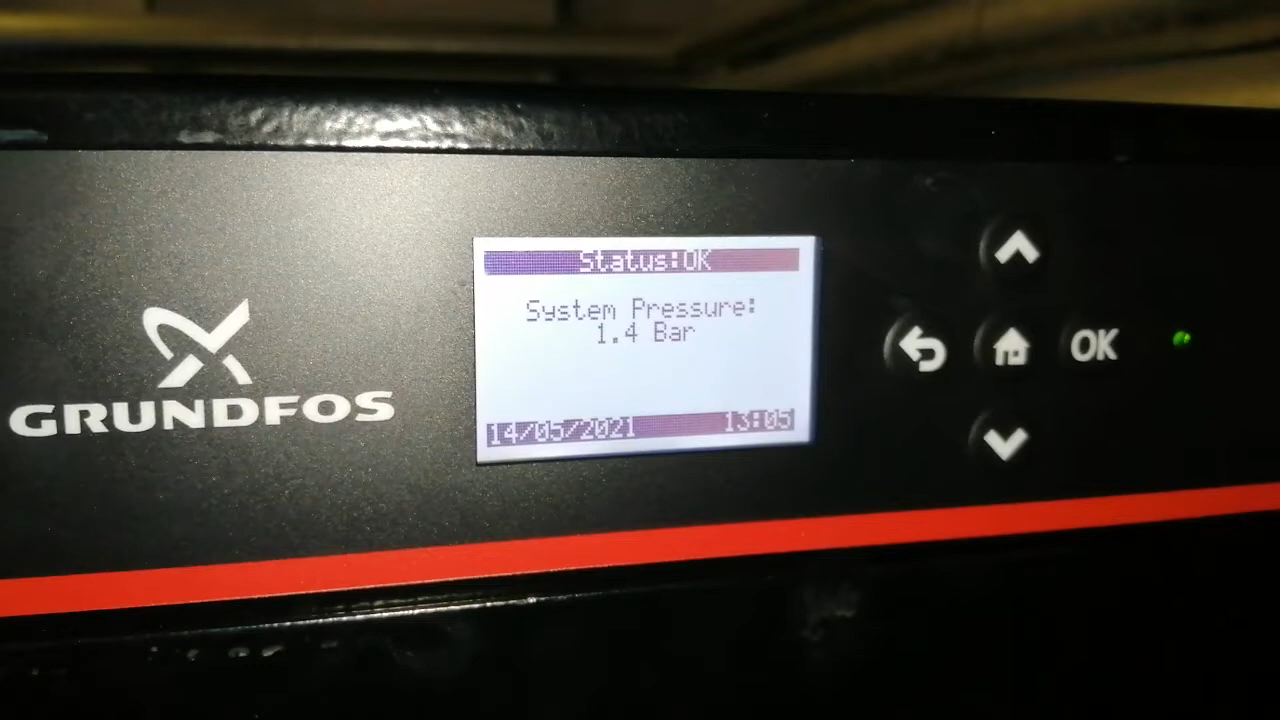 Status:OK
System Pressure:
1.4 Bar
14/05/2021 13:05
GRUNDFOS
OK